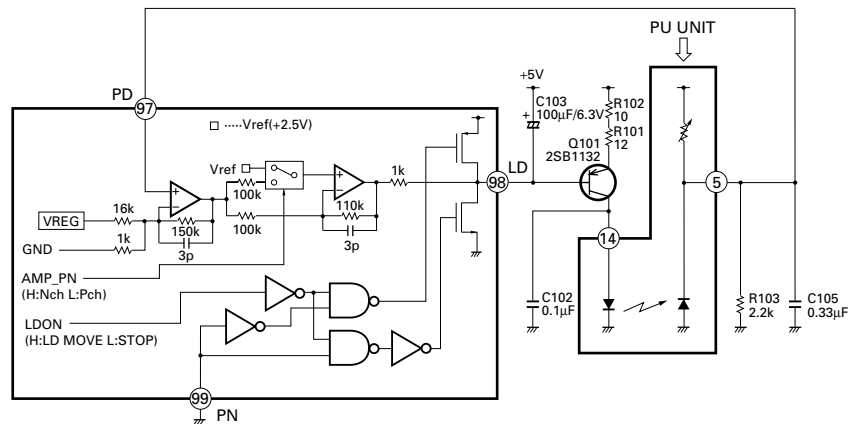 PU UNIT
PD
97
□ ·····Vref(+2.5V)
+5V
+
C103
100µF/6.3V
R102
10
R101
12
Q101
2SB1132
Vref
100k
100k
+
–
150k
3p
+
–
110k
3p
1k
98
LD
5
VREG
16k
GND
1k
AMP_PN
(H:Nch L:Pch)
LDON
(H:LD MOVE L:STOP)
14
C102
0.1µF
R103
2.2k
C105
0.33µF
99
PN